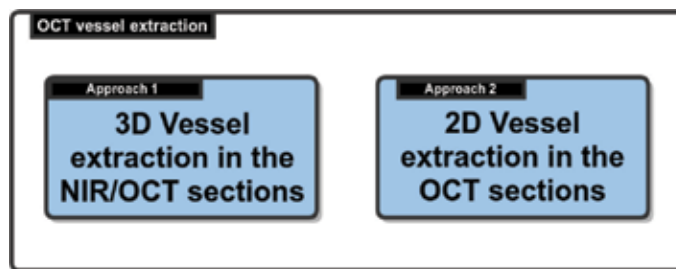 OCT vessel extraction
Approach 1
3D Vessel
extraction in the
NIR/OCT sections
Approach 2
2D Vessel
extraction in the
OCT sections